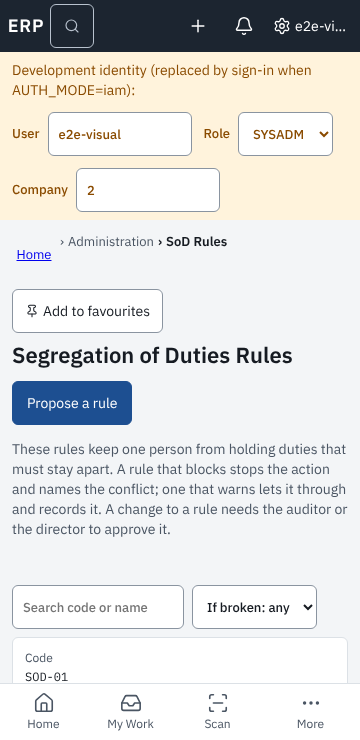 ERP
e2e-vi...
Development identity (replaced by sign-in when
AUTH_MODE=iam):
User e2e-visual Role SYSADM
Company 2
Home › Administration › SoD Rules
Add to favourites
Segregation of Duties Rules
Propose a rule
These rules keep one person from holding duties that
must stay apart. A rule that blocks stops the action
and names the conflict; one that warns lets it through
and records it. A change to a rule needs the auditor or
the director to approve it.
Search code or name If broken: any
Code
SOD-01
Home My Work Scan More